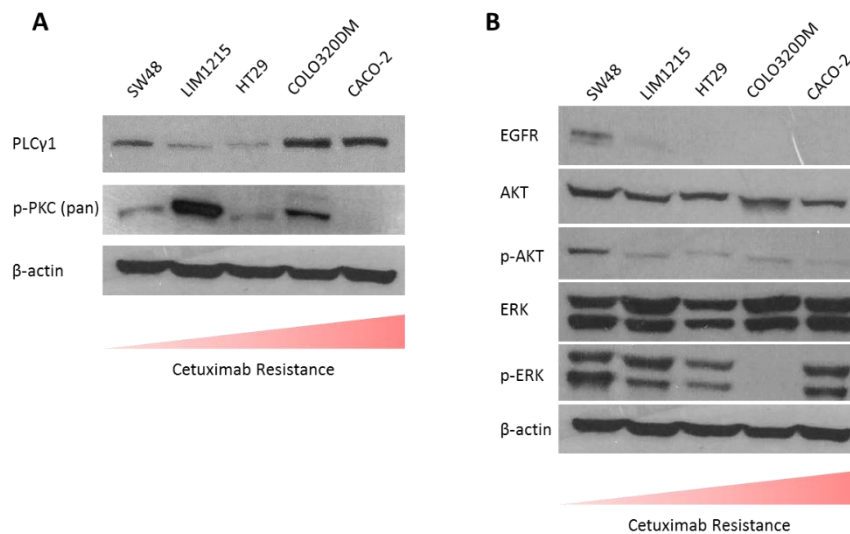 A
SW48
LIM1215
HT29
COLO320DM
CACO-2
PLCγ1
p-PKC (pan)
β-actin
Cetuximab Resistance
B
SW48
LIM1215
HT29
COLO320DM
CACO-2
EGFR
AKT
p-AKT
ERK
p-ERK
β-actin
Cetuximab Resistance